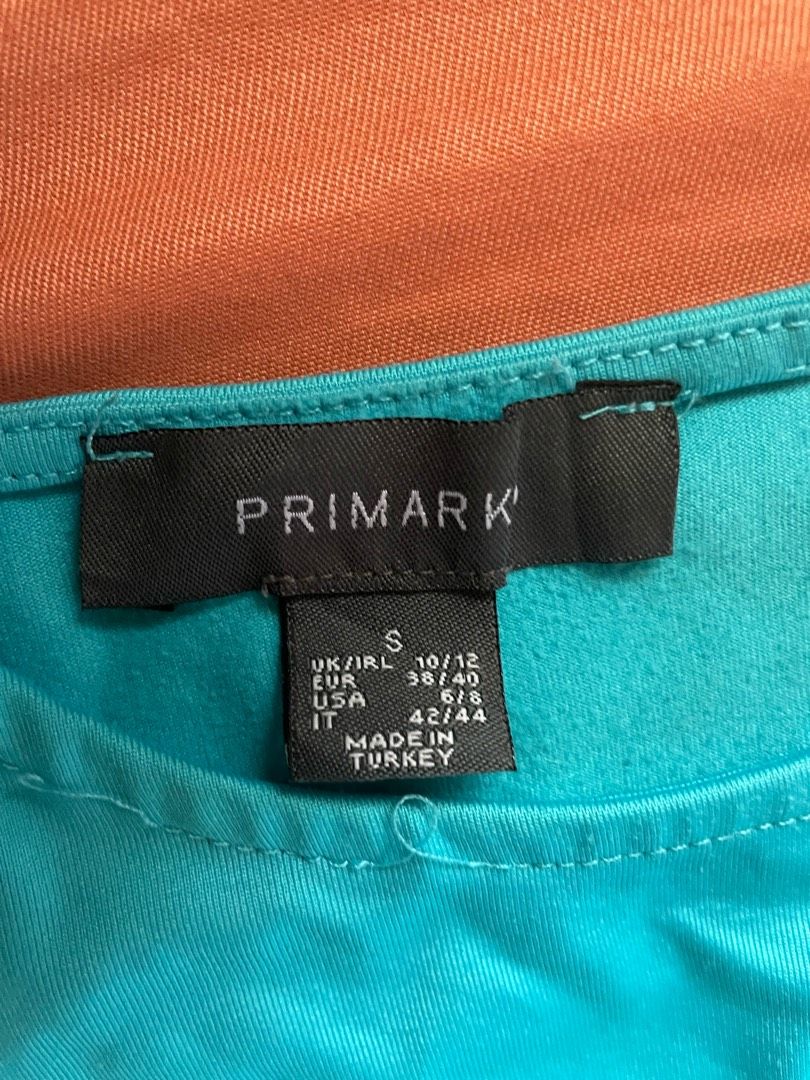 PRIMARK'
S
UK/IRL 10/12
EUR 38/40
USA 6/8
IT 42/44
MADE IN
TURKEY